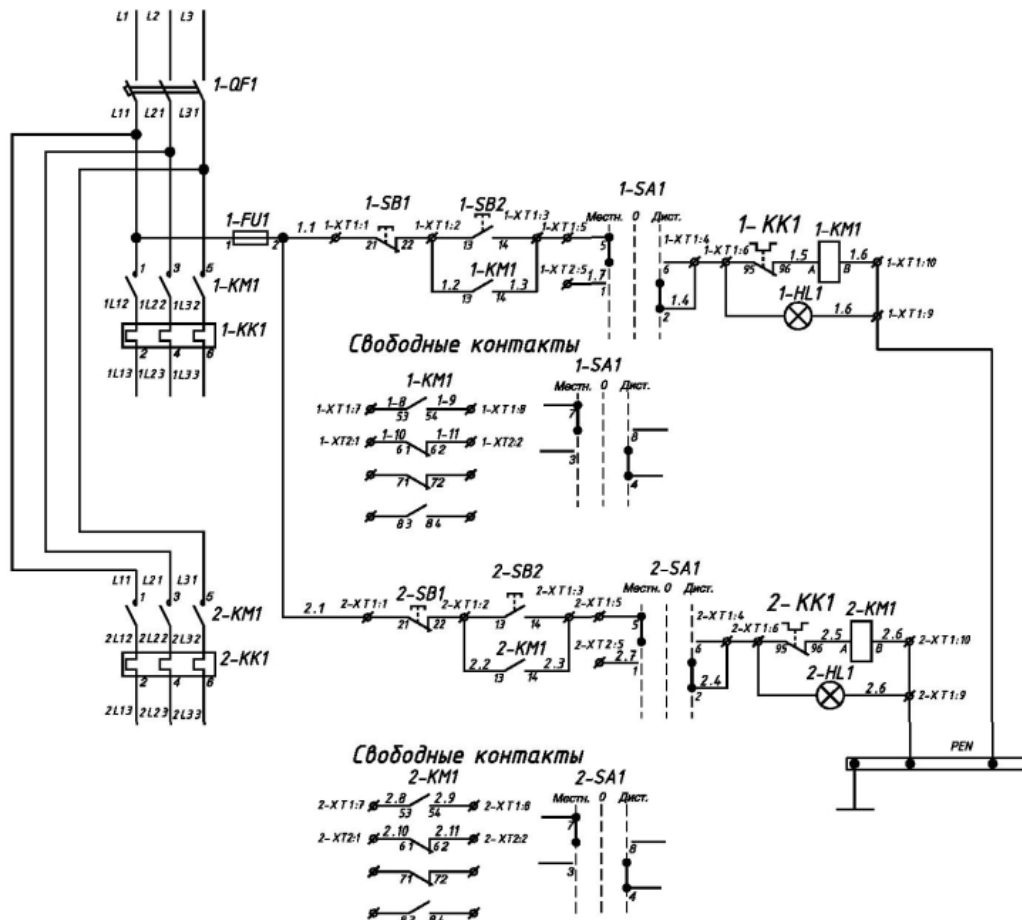 L1 L2 L3
1-QF1
L11 L21 L31
1-FU1
1 2
1.1
1-XT1:1
1-SB1
21 22
1-XT1:2
1-SB2
13 14
1-XT1:3
1-XT1:5
1-KM1
1.2 1.3
13 14
1-XT2:5
1.7
1-SA1
Местн. 0 Дист.
5 6
1 2
1.4
1-XT1:4
1-XT1:6
1- KK1
95 96
1.5
1-KM1
A B
1.6
1-XT1:10
1-HL1
1.6
1-XT1:9
1 3 5
1-KM1
1L12 1L22 1L32
1-KK1
2 4 6
1L13 1L23 1L33
Свободные контакты
1-KM1
1-XT1:7 1-8 1-9 1-XT1:8
53 54
1-XT2:1 1-10 1-11 1-XT2:2
61 62
71 72
83 84
1-SA1
Местн. 0 Дист.
7 8
3 4
L11 L21 L31
1 3 5
2-KM1
2L12 2L22 2L32
2-KK1
2 4 6
2L13 2L23 2L33
2.1
2-XT1:1
2-SB1
21 22
2-XT1:2
2-SB2
13 14
2-XT1:3
2-XT1:5
2-KM1
2.2 2.3
13 14
2-XT2:5
2.7
2-SA1
Местн. 0 Дист.
5 6
1 2
2.4
2-XT1:4
2-XT1:6
2- KK1
95 96
2.5
2-KM1
A B
2.6
2-XT1:10
2-HL1
2.6
2-XT1:9
PEN
Свободные контакты
2-KM1
2-XT1:7 2.8 2.9 2-XT1:8
53 54
2-XT2:1 2.10 2.11 2-XT2:2
61 62
71 72
83 84
2-SA1
Местн. 0 Дист.
7 8
3 4